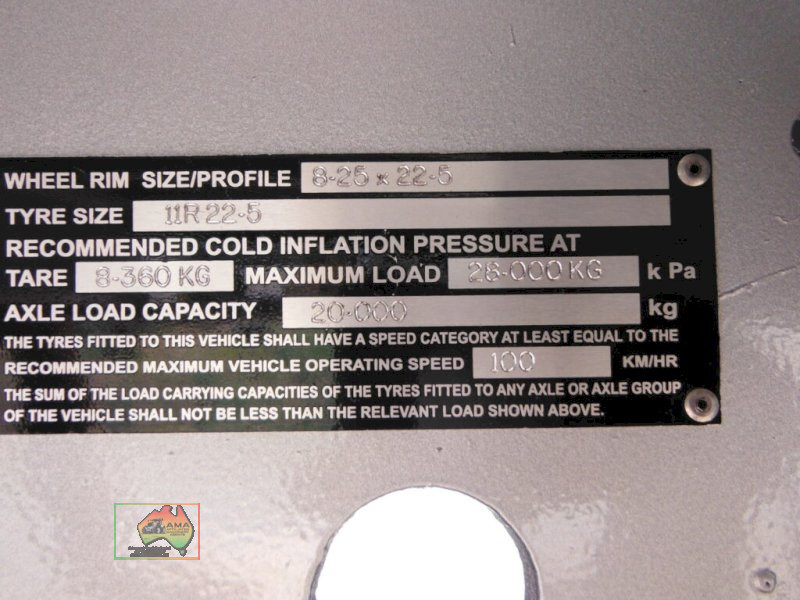 WHEEL RIM SIZE/PROFILE 8-25 x 22-5
TYRE SIZE 11R 22-5
RECOMMENDED COLD INFLATION PRESSURE AT
TARE 8-360 KG MAXIMUM LOAD 28-000 KG k Pa
AXLE LOAD CAPACITY 20-000 kg
THE TYRES FITTED TO THIS VEHICLE SHALL HAVE A SPEED CATEGORY AT LEAST EQUAL TO THE
RECOMMENDED MAXIMUM VEHICLE OPERATING SPEED 100 KM/HR
THE SUM OF THE LOAD CARRYING CAPACITIES OF THE TYRES FITTED TO ANY AXLE OR AXLE GROUP
OF THE VEHICLE SHALL NOT BE LESS THAN THE RELEVANT LOAD SHOWN ABOVE.
AMA